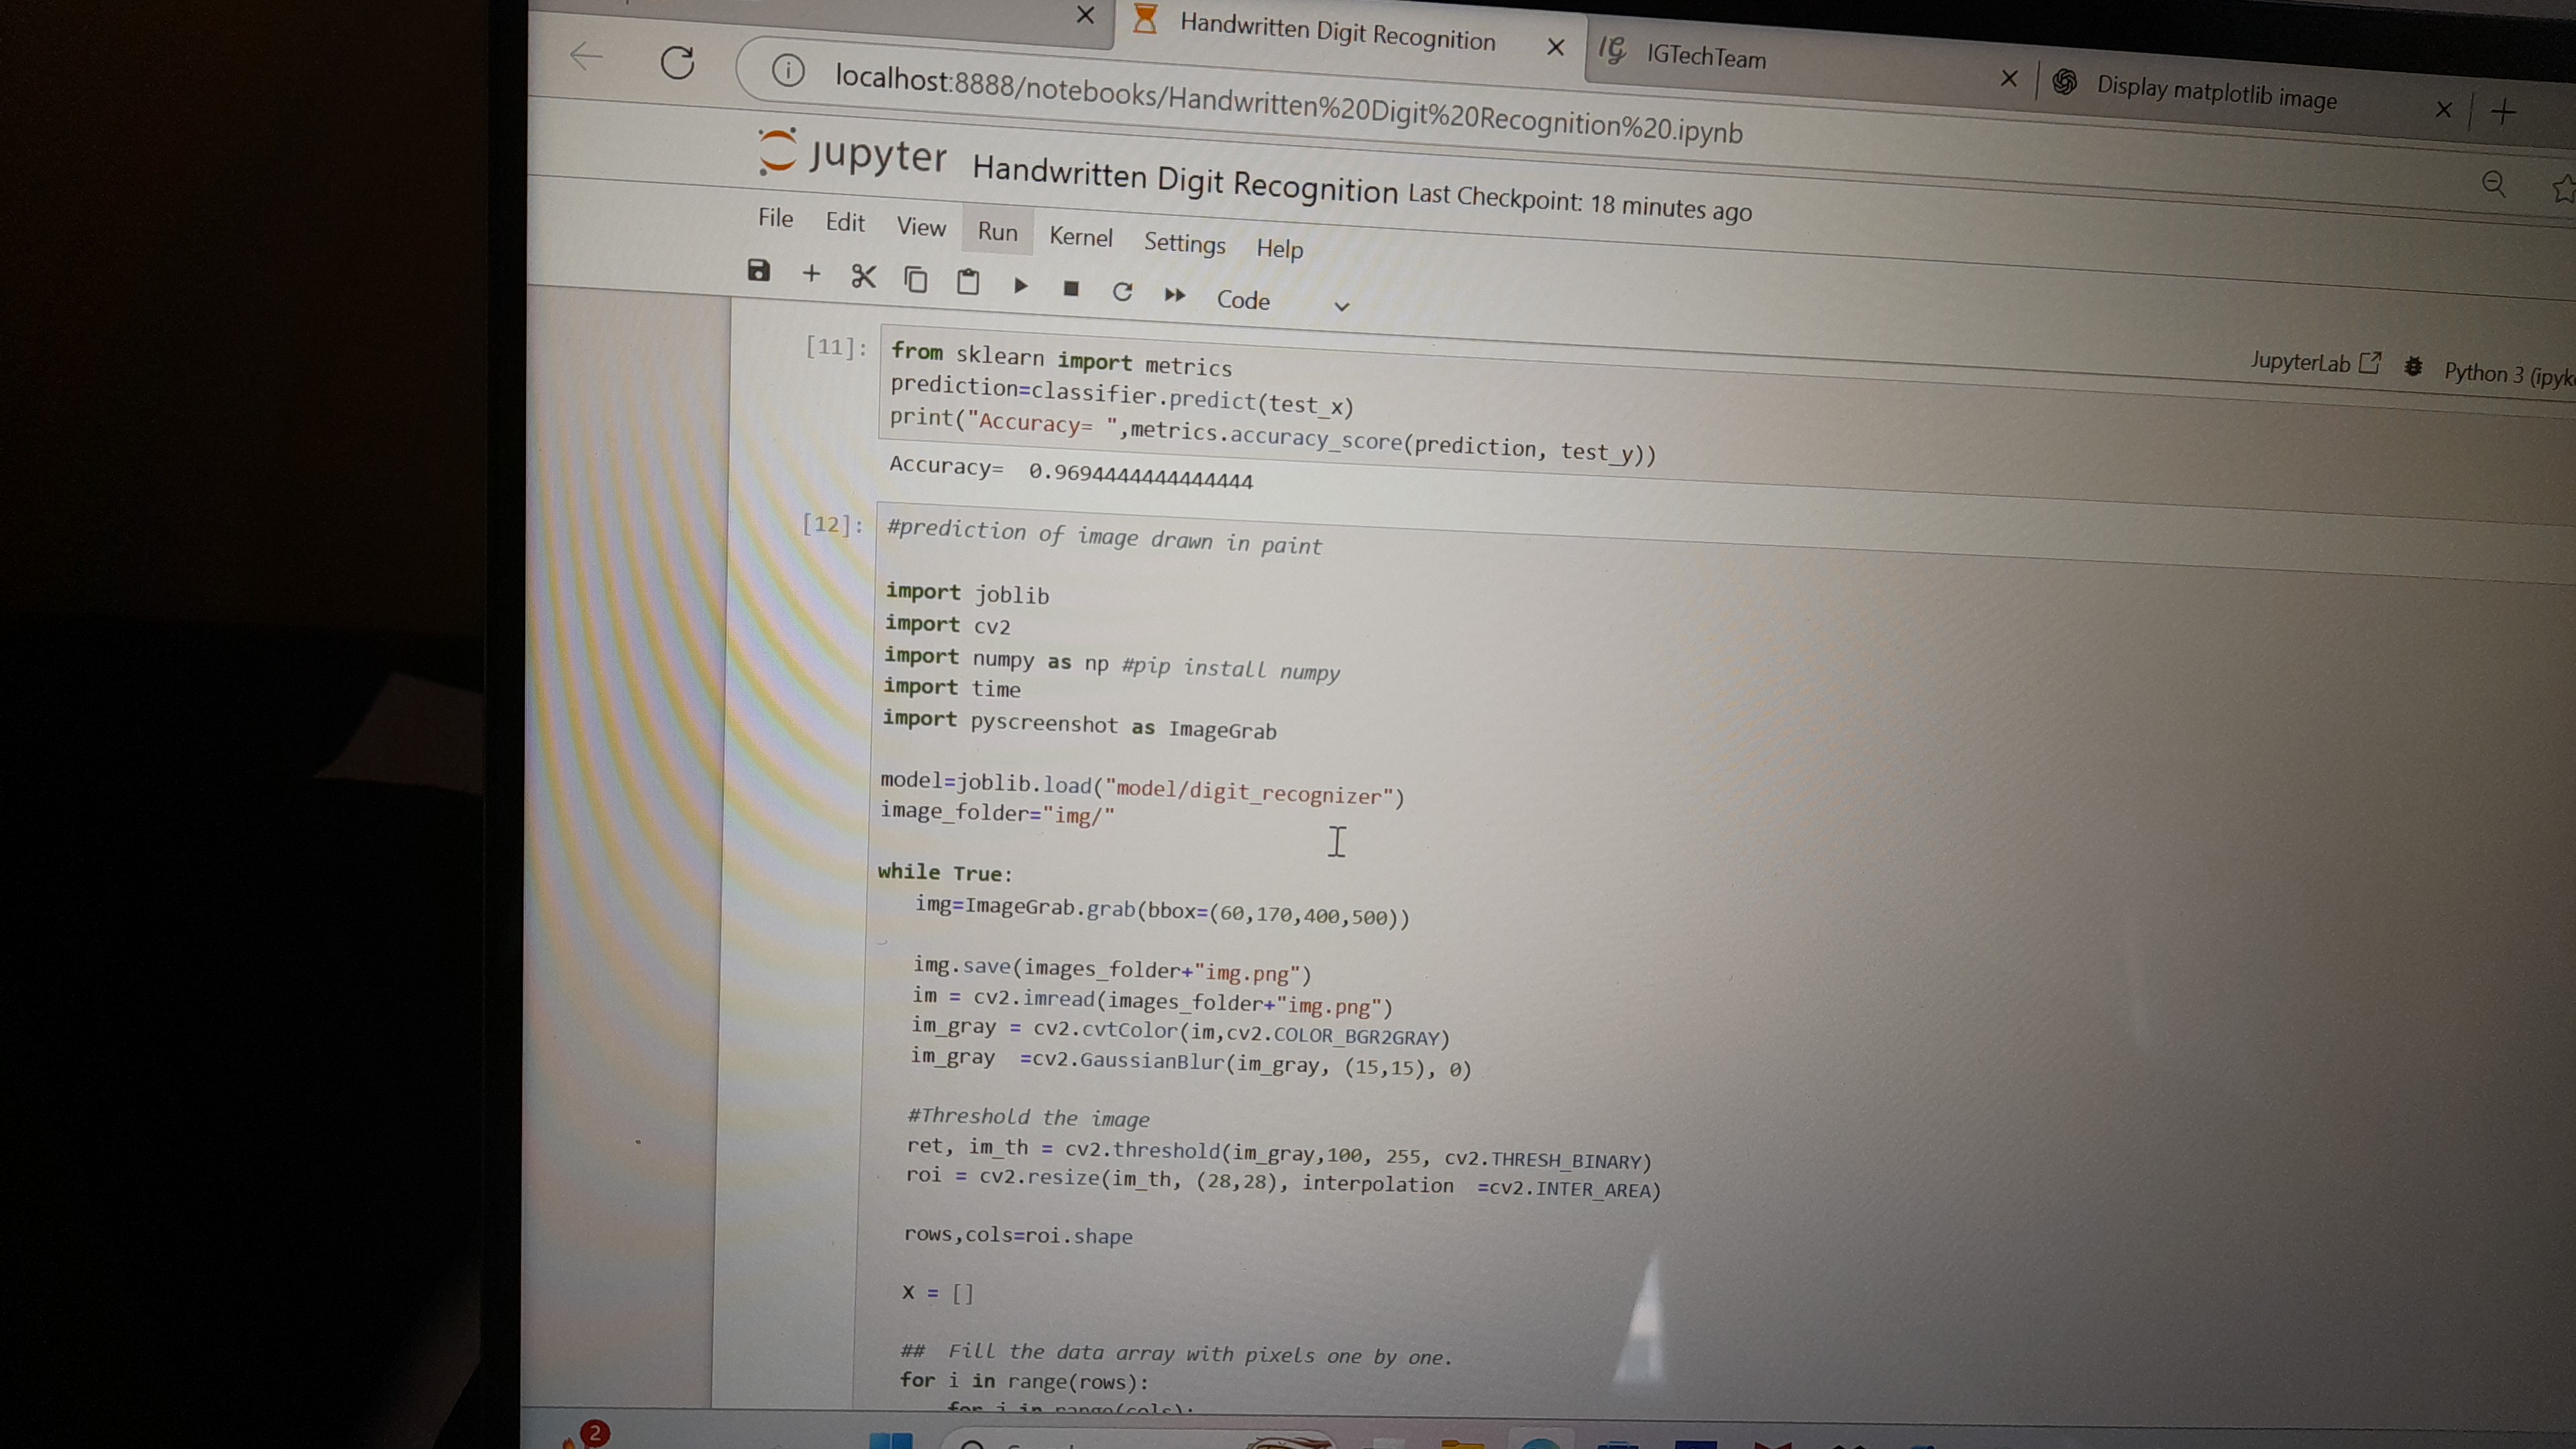 Handwritten Digit Recognition
IGTechTeam
Display matplotlib image
localhost:8888/notebooks/Handwritten%20Digit%20Recognition%20.ipynb
jupyter Handwritten Digit Recognition Last Checkpoint: 18 minutes ago
File Edit View Run Kernel Settings Help
Code
JupyterLab Python 3
[11]: from sklearn import metrics
prediction=classifier.predict(test_x)
print("Accuracy= ",metrics.accuracy_score(prediction, test_y))
Accuracy=  0.9694444444444444
[12]: #prediction of image drawn in paint
import joblib
import cv2
import numpy as np #pip install numpy
import time
import pyscreenshot as ImageGrab
model=joblib.load("model/digit_recognizer")
image_folder="img/"
while True:
img=ImageGrab.grab(bbox=(60,170,400,500))
img.save(images_folder+"img.png")
im = cv2.imread(images_folder+"img.png")
im_gray = cv2.cvtColor(im,cv2.COLOR_BGR2GRAY)
im_gray  =cv2.GaussianBlur(im_gray, (15,15), 0)
#Threshold the image
ret, im_th = cv2.threshold(im_gray,100, 255, cv2.THRESH_BINARY)
roi = cv2.resize(im_th, (28,28), interpolation  =cv2.INTER_AREA)
rows,cols=roi.shape
X = []
##  Fill the data array with pixels one by one.
for i in range(rows):
for j in range(cols):
2